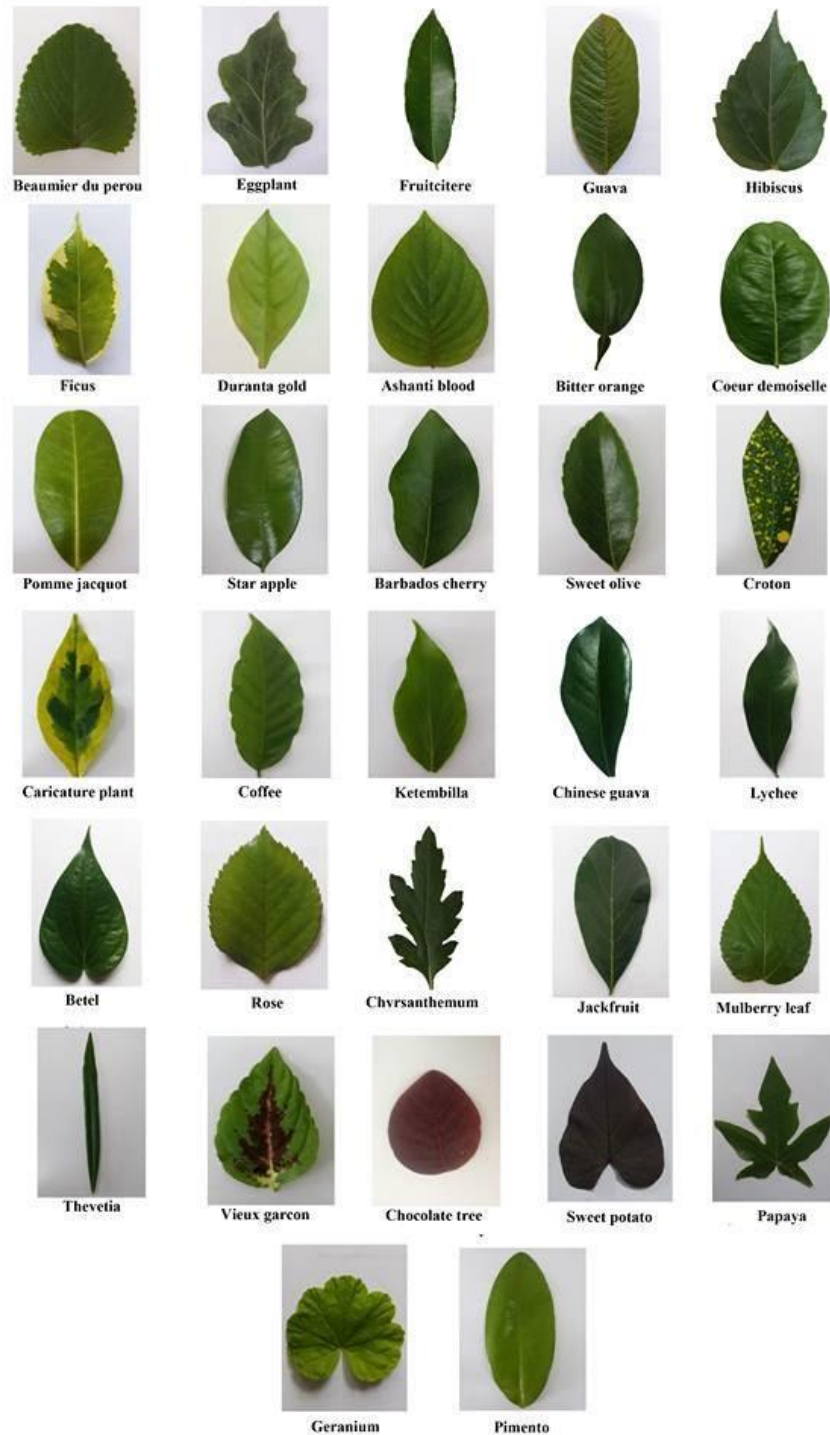 Beaumier du perou
Eggplant
Fruitcitere
Guava
Hibiscus
Ficus
Duranta gold
Ashanti blood
Bitter orange
Coeur demoiselle
Pomme jacquot
Star apple
Barbados cherry
Sweet olive
Croton
Caricature plant
Coffee
Ketembilla
Chinese guava
Lychee
Betel
Rose
Chvrsanthemum
Jackfruit
Mulberry leaf
Thevetia
Vieux garcon
Chocolate tree
Sweet potato
Papaya
Geranium
Pimento